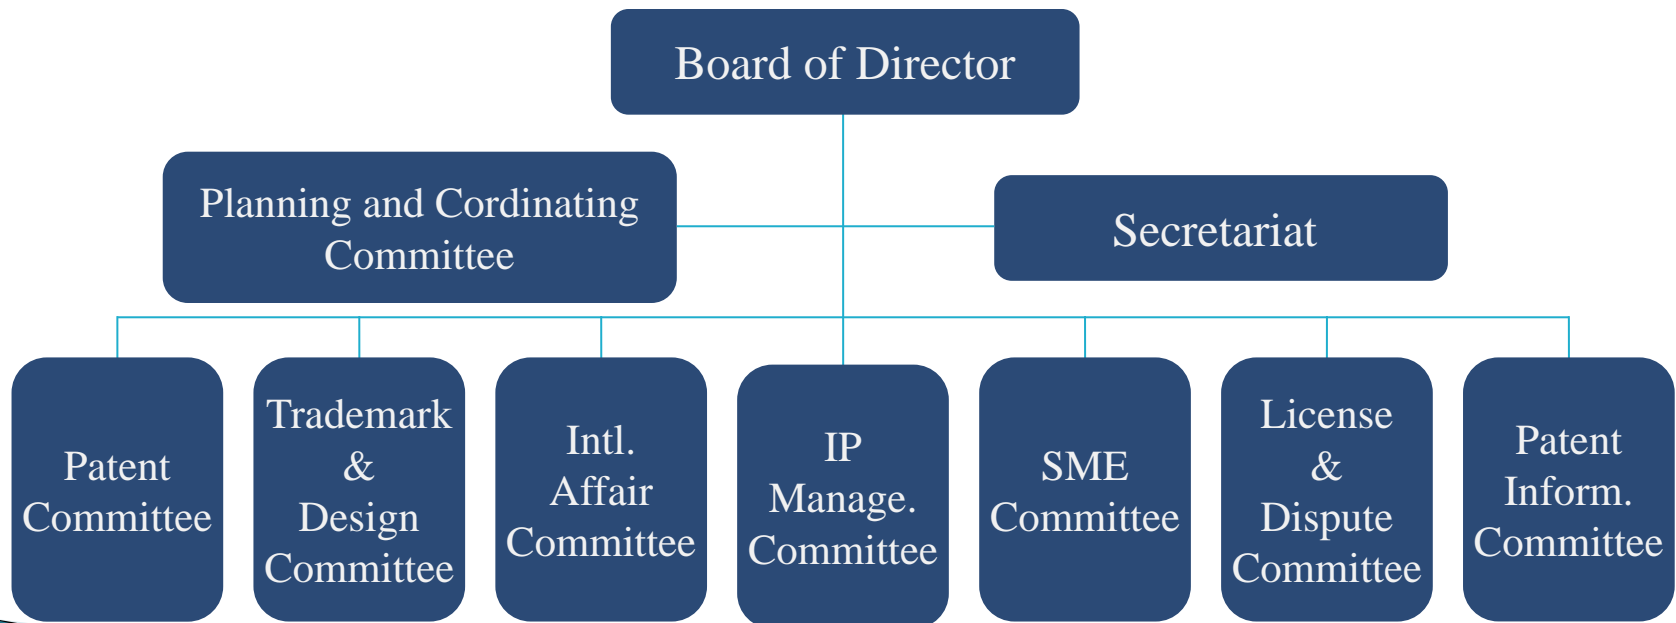 Board of Director
Planning and Cordinating
Committee
Secretariat
Patent
Committee
Trademark
&
Design
Committee
Intl.
Affair
Committee
IP
Manage.
Committee
SME
Committee
License
&
Dispute
Committee
Patent
Inform.
Committee